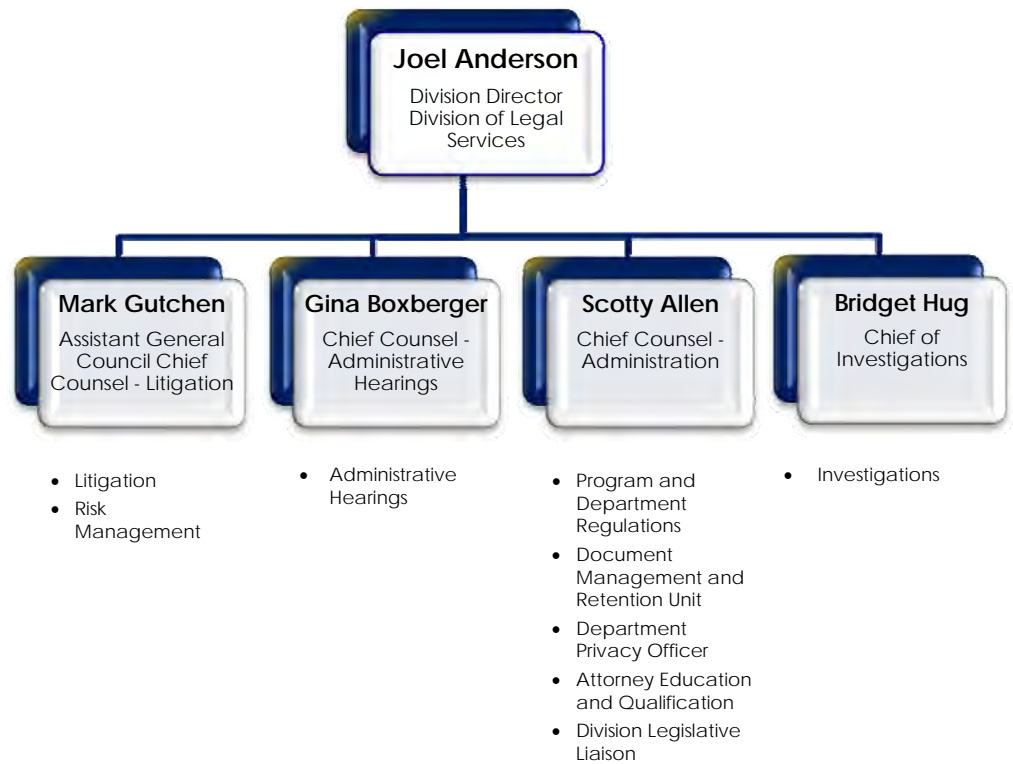 Joel Anderson
Division Director
Division of Legal
Services
Mark Gutchen
Assistant General
Council Chief
Counsel - Litigation
Gina Boxberger
Chief Counsel -
Administrative
Hearings
Scotty Allen
Chief Counsel -
Administration
Bridget Hug
Chief of
Investigations
• Litigation
• Risk
Management
• Administrative
Hearings
• Program and
Department
Regulations
• Document
Management and
Retention Unit
• Department
Privacy Officer
• Attorney Education
and Qualification
• Division Legislative
Liaison
• Investigations